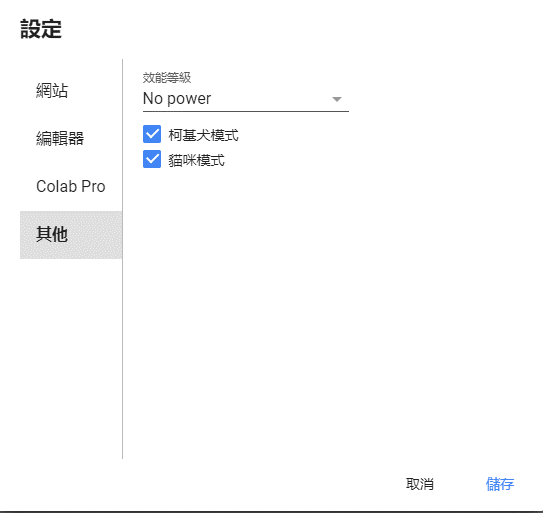 設定
網站
編輯器
Colab Pro
其他
效能等級
No power
柯基犬模式
貓咪模式
取消
儲存